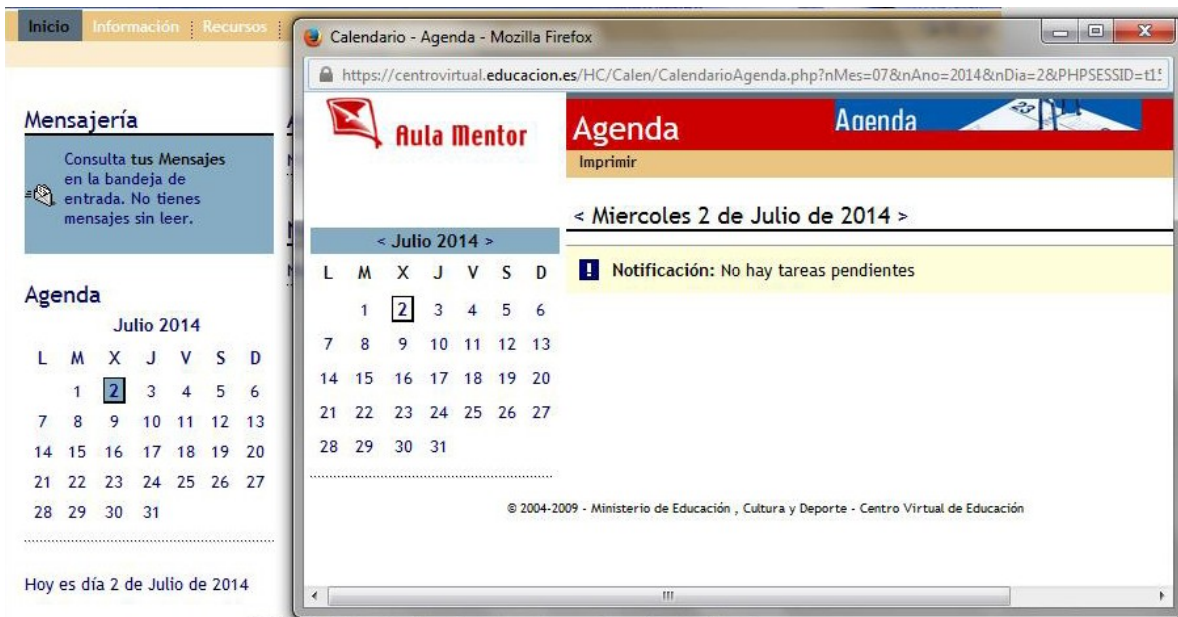 Inicio Información Recursos
Mensajería
Consulta tus Mensajes
en la bandeja de
entrada. No tienes
mensajes sin leer.
Agenda
Julio 2014
L M X J V S D
1 2 3 4 5 6
7 8 9 10 11 12 13
14 15 16 17 18 19 20
21 22 23 24 25 26 27
28 29 30 31
Hoy es día 2 de Julio de 2014
Calendario - Agenda - Mozilla Firefox
https://centrovirtual.educacion.es/HC/Calen/CalendarioAgenda.php?nMes=07&nAno=2014&nDia=2&PHPSESSID=t1
Aula Mentor
Agenda
Agenda
Imprimir
< Miercoles 2 de Julio de 2014 >
< Julio 2014 >
L M X J V S D
1 2 3 4 5 6
7 8 9 10 11 12 13
14 15 16 17 18 19 20
21 22 23 24 25 26 27
28 29 30 31
Notificación: No hay tareas pendientes
© 2004-2009 - Ministerio de Educación , Cultura y Deporte - Centro Virtual de Educación